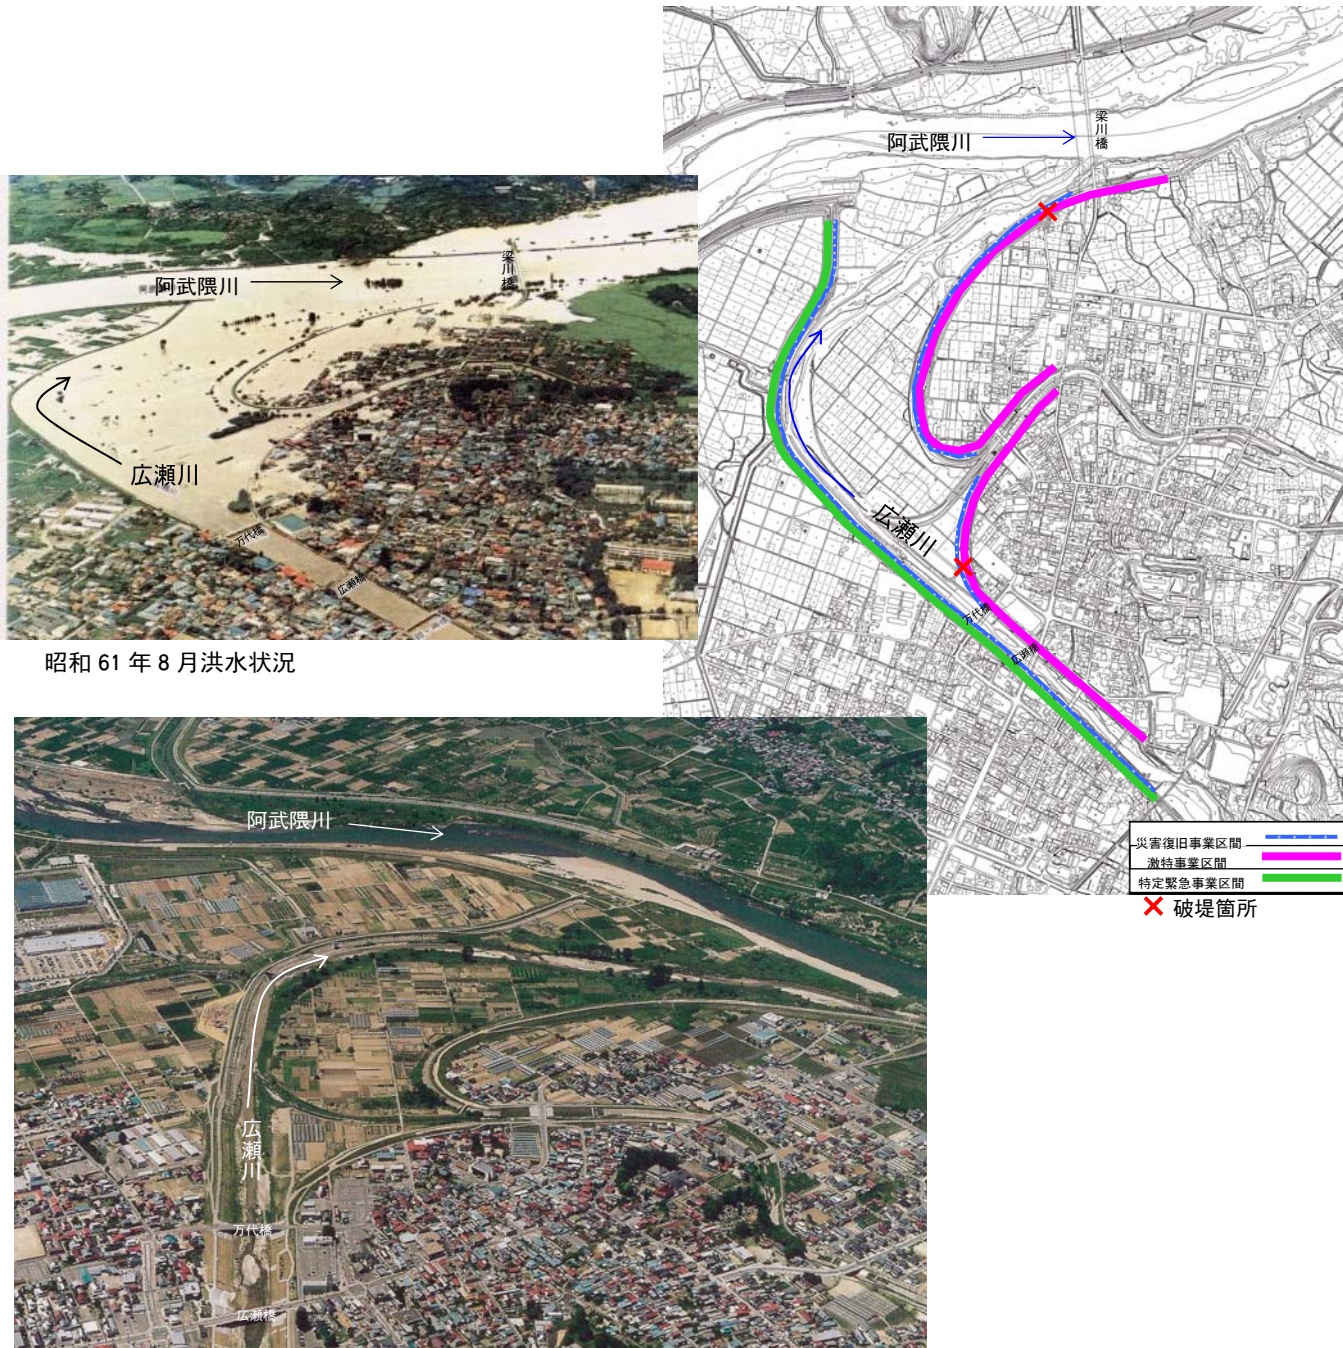 阿武隈川
梁川橋
広瀬川
万代橋
広瀬橋
災害復旧事業区間
激特事業区間
特定緊急事業区間
破堤箇所
阿武隈川
梁川橋
広瀬川
万代橋
広瀬橋
昭和 61 年 8 月洪水状況
阿武隈川
広瀬川
万代橋
広瀬橋